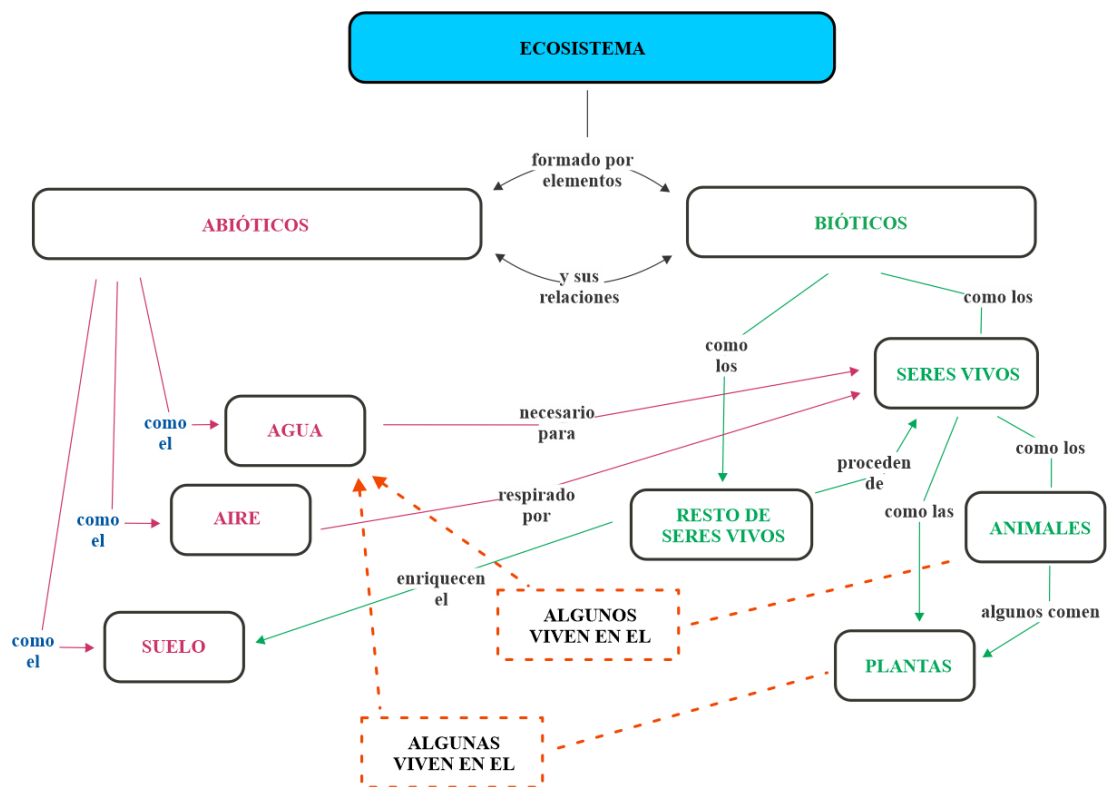 ECOSISTEMA
formado por
elementos
ABIÓTICOS
BIÓTICOS
y sus
relaciones
como los
como
los
SERES VIVOS
como
el
AGUA
necesario
para
como los
proceden
de
como
el
AIRE
respirado
por
RESTO DE
SERES VIVOS
como las
ANIMALES
enriquecen
el
ALGUNOS
VIVEN EN EL
algunos comen
como
el
SUELO
PLANTAS
ALGUNAS
VIVEN EN EL